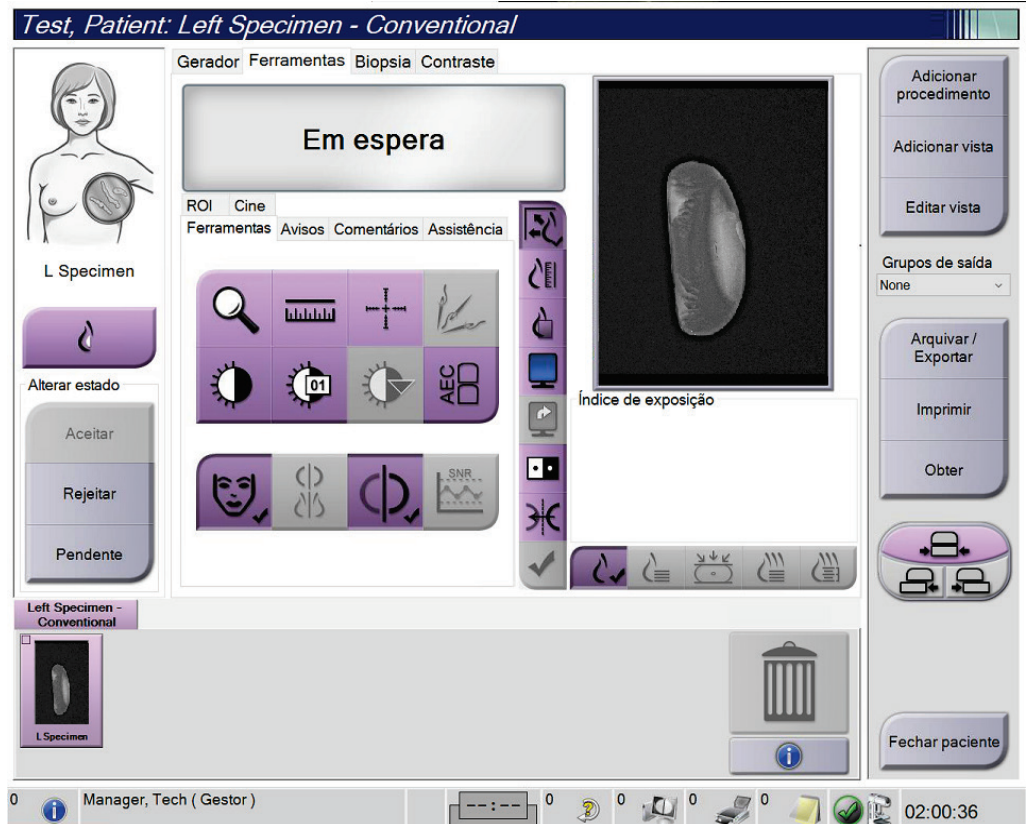 Test, Patient: Left Specimen - Conventional
Gerador Ferramentas Biopsia Contraste
Em espera
ROI Cine
Ferramentas Avisos Comentários Assistência
L Specimen
01
AEC
SNR
Alterar estado
Aceitar
Rejeitar
Pendente
Índice de exposição
Adicionar
procedimento
Adicionar vista
Editar vista
Grupos de saída
None
Arquivar /
Exportar
Imprimir
Obter
Left Specimen -
Conventional
L Specimen
Fechar paciente
0 Manager, Tech ( Gestor ) --:-- 0 0 0 0 02:00:36